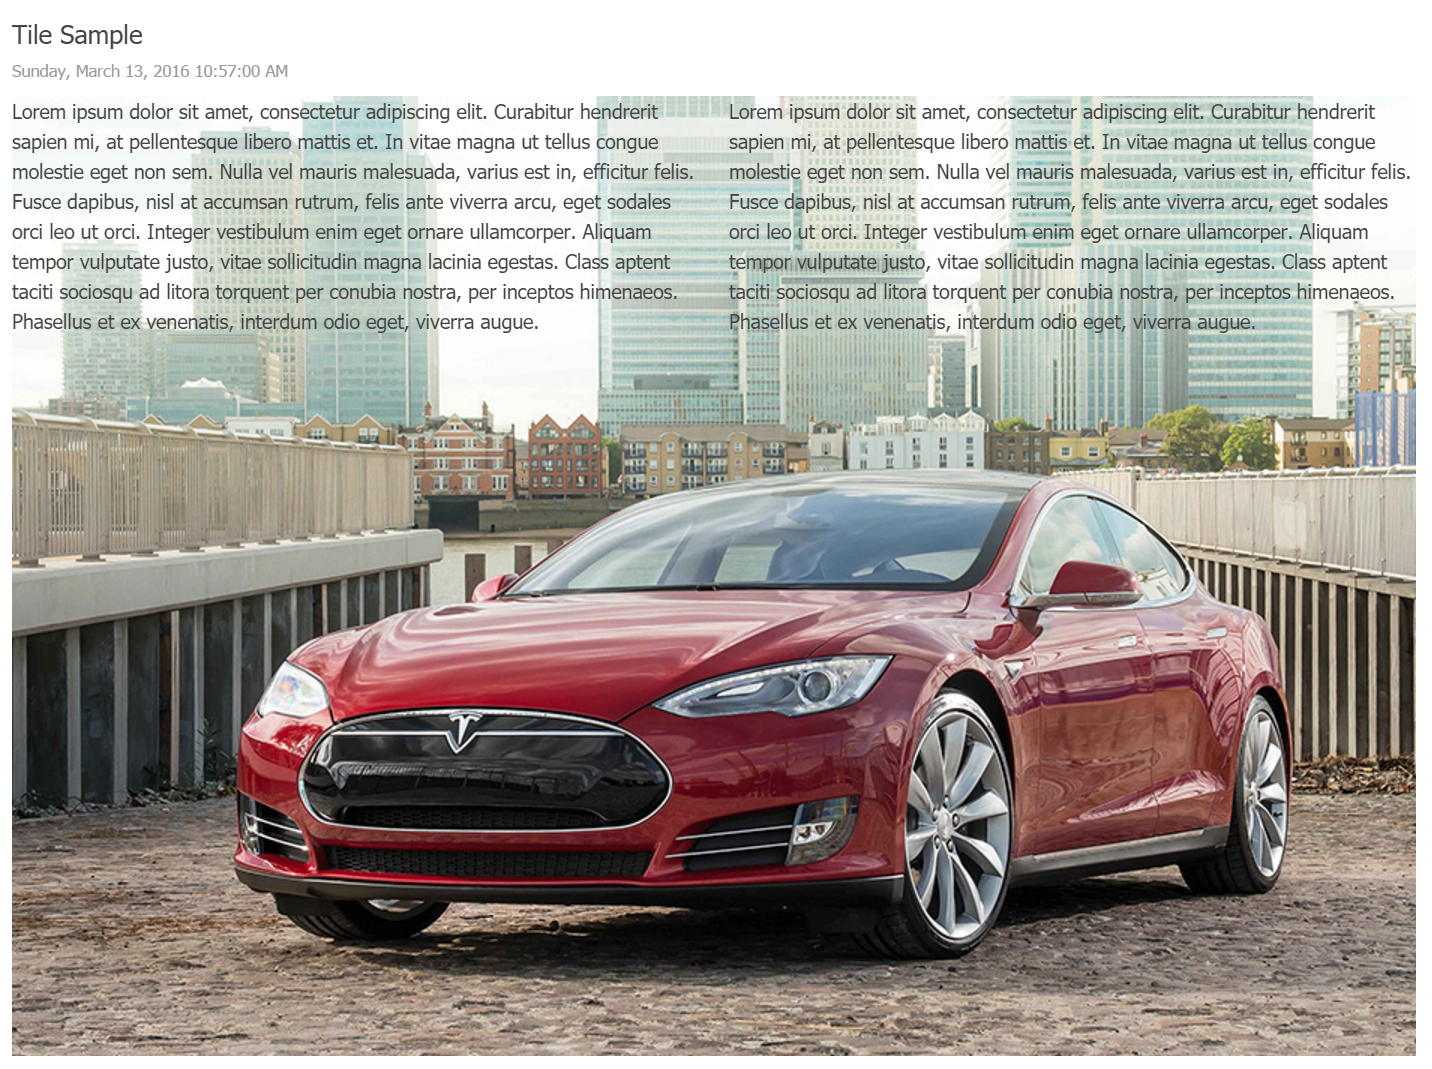 Tile Sample
Sunday, March 13, 2016 10:57:00 AM
Lorem ipsum dolor sit amet, consectetur adipiscing elit. Curabitur hendrerit
sapien mi, at pellentesque libero mattis et. In vitae magna ut tellus congue
molestie eget non sem. Nulla vel mauris malesuada, varius est in, efficitur felis.
Fusce dapibus, nisl at accumsan rutrum, felis ante viverra arcu, eget sodales
orci leo ut orci. Integer vestibulum enim eget ornare ullamcorper. Aliquam
tempor vulputate justo, vitae sollicitudin magna lacinia egestas. Class aptent
taciti sociosqu ad litora torquent per conubia nostra, per inceptos himenaeos.
Phasellus et ex venenatis, interdum odio eget, viverra augue.
Lorem ipsum dolor sit amet, consectetur adipiscing elit. Curabitur hendrerit
sapien mi, at pellentesque libero mattis et. In vitae magna ut tellus congue
molestie eget non sem. Nulla vel mauris malesuada, varius est in, efficitur felis.
Fusce dapibus, nisl at accumsan rutrum, felis ante viverra arcu, eget sodales
orci leo ut orci. Integer vestibulum enim eget ornare ullamcorper. Aliquam
tempor vulputate justo, vitae sollicitudin magna lacinia egestas. Class aptent
taciti sociosqu ad litora torquent per conubia nostra, per inceptos himenaeos.
Phasellus et ex venenatis, interdum odio eget, viverra augue.